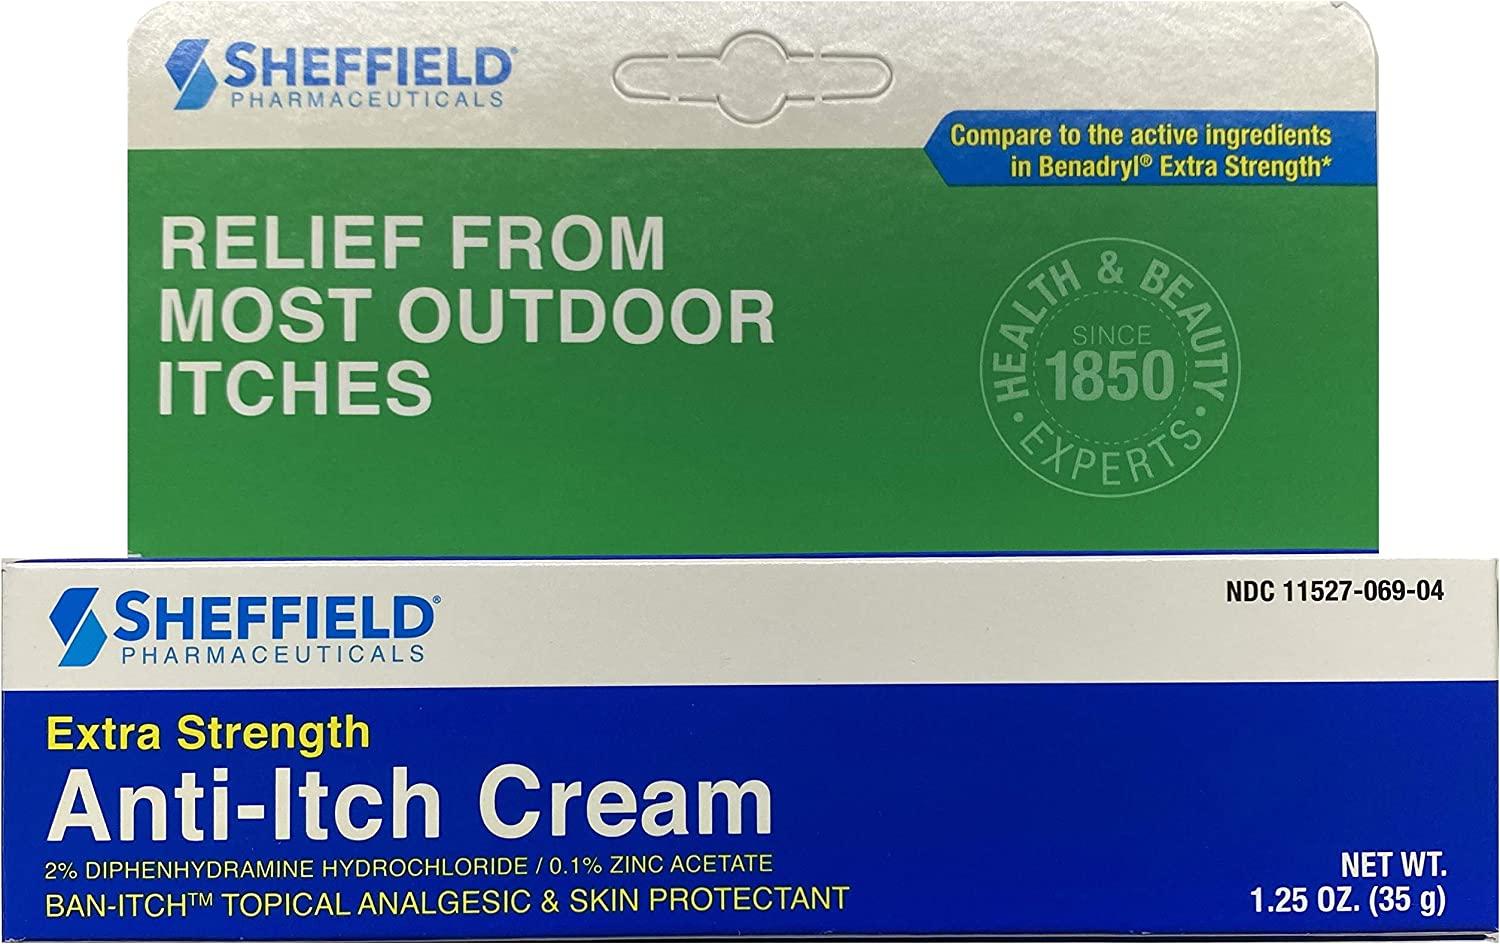 SHEFFIELD®
PHARMACEUTICALS
Compare to the active ingredients
in Benadryl® Extra Strength*
RELIEF FROM
MOST OUTDOOR
ITCHES
HEALTH & BEAUTY
SINCE
1850
• EXPERTS •
SHEFFIELD®
PHARMACEUTICALS
NDC 11527-069-04
Extra Strength
Anti-Itch Cream
2% DIPHENHYDRAMINE HYDROCHLORIDE / 0.1% ZINC ACETATE
BAN-ITCH™ TOPICAL ANALGESIC & SKIN PROTECTANT
NET WT.
1.25 OZ. (35 g)